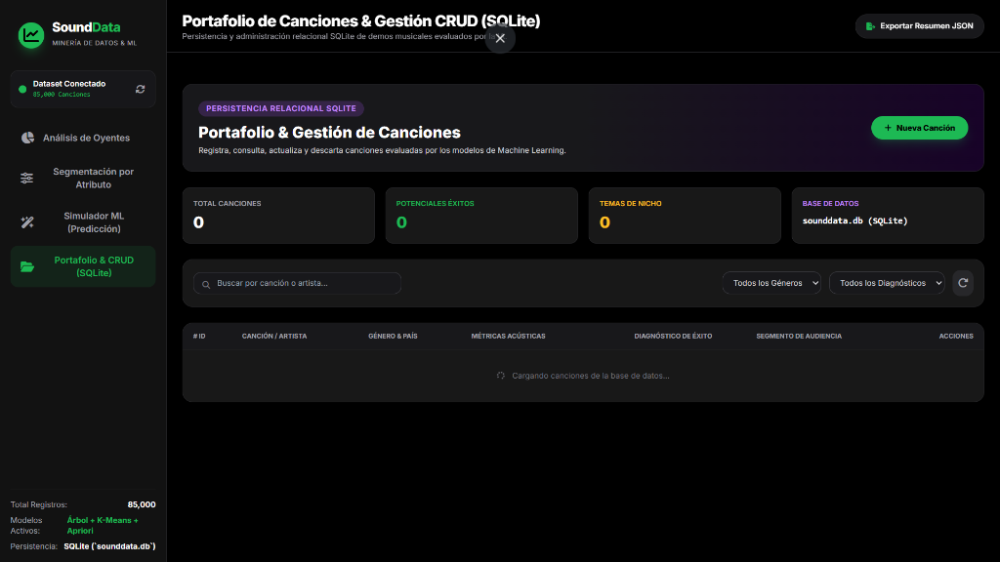 SoundData
MINERÍA DE DATOS & ML
Dataset Conectado
85,000 Canciones
Análisis de Oyentes
Segmentación por
Atributo
Simulador ML
(Predicción)
Portafolio & CRUD
(SQLite)
Total Registros: 85,000
Modelos Activos: Árbol + K-Means + Apriori
Persistencia: SQLite (`sounddata.db`)
Portafolio de Canciones & Gestión CRUD (SQLite)
Persistencia y administración relacional SQLite de demos musicales evaluados por
Exportar Resumen JSON
PERSISTENCIA RELACIONAL SQLITE
Portafolio & Gestión de Canciones
Registra, consulta, actualiza y descarta canciones evaluadas por los modelos de Machine Learning.
+ Nueva Canción
TOTAL CANCIONES
0
POTENCIALES ÉXITOS
0
TEMAS DE NICHO
0
BASE DE DATOS
sounddata.db (SQLite)
Buscar por canción o artista...
Todos los Géneros
Todos los Diagnósticos
# ID CANCIÓN / ARTISTA GÉNERO & PAÍS MÉTRICAS ACÚSTICAS DIAGNÓSTICO DE ÉXITO SEGMENTO DE AUDIENCIA ACCIONES
Cargando canciones de la base de datos...